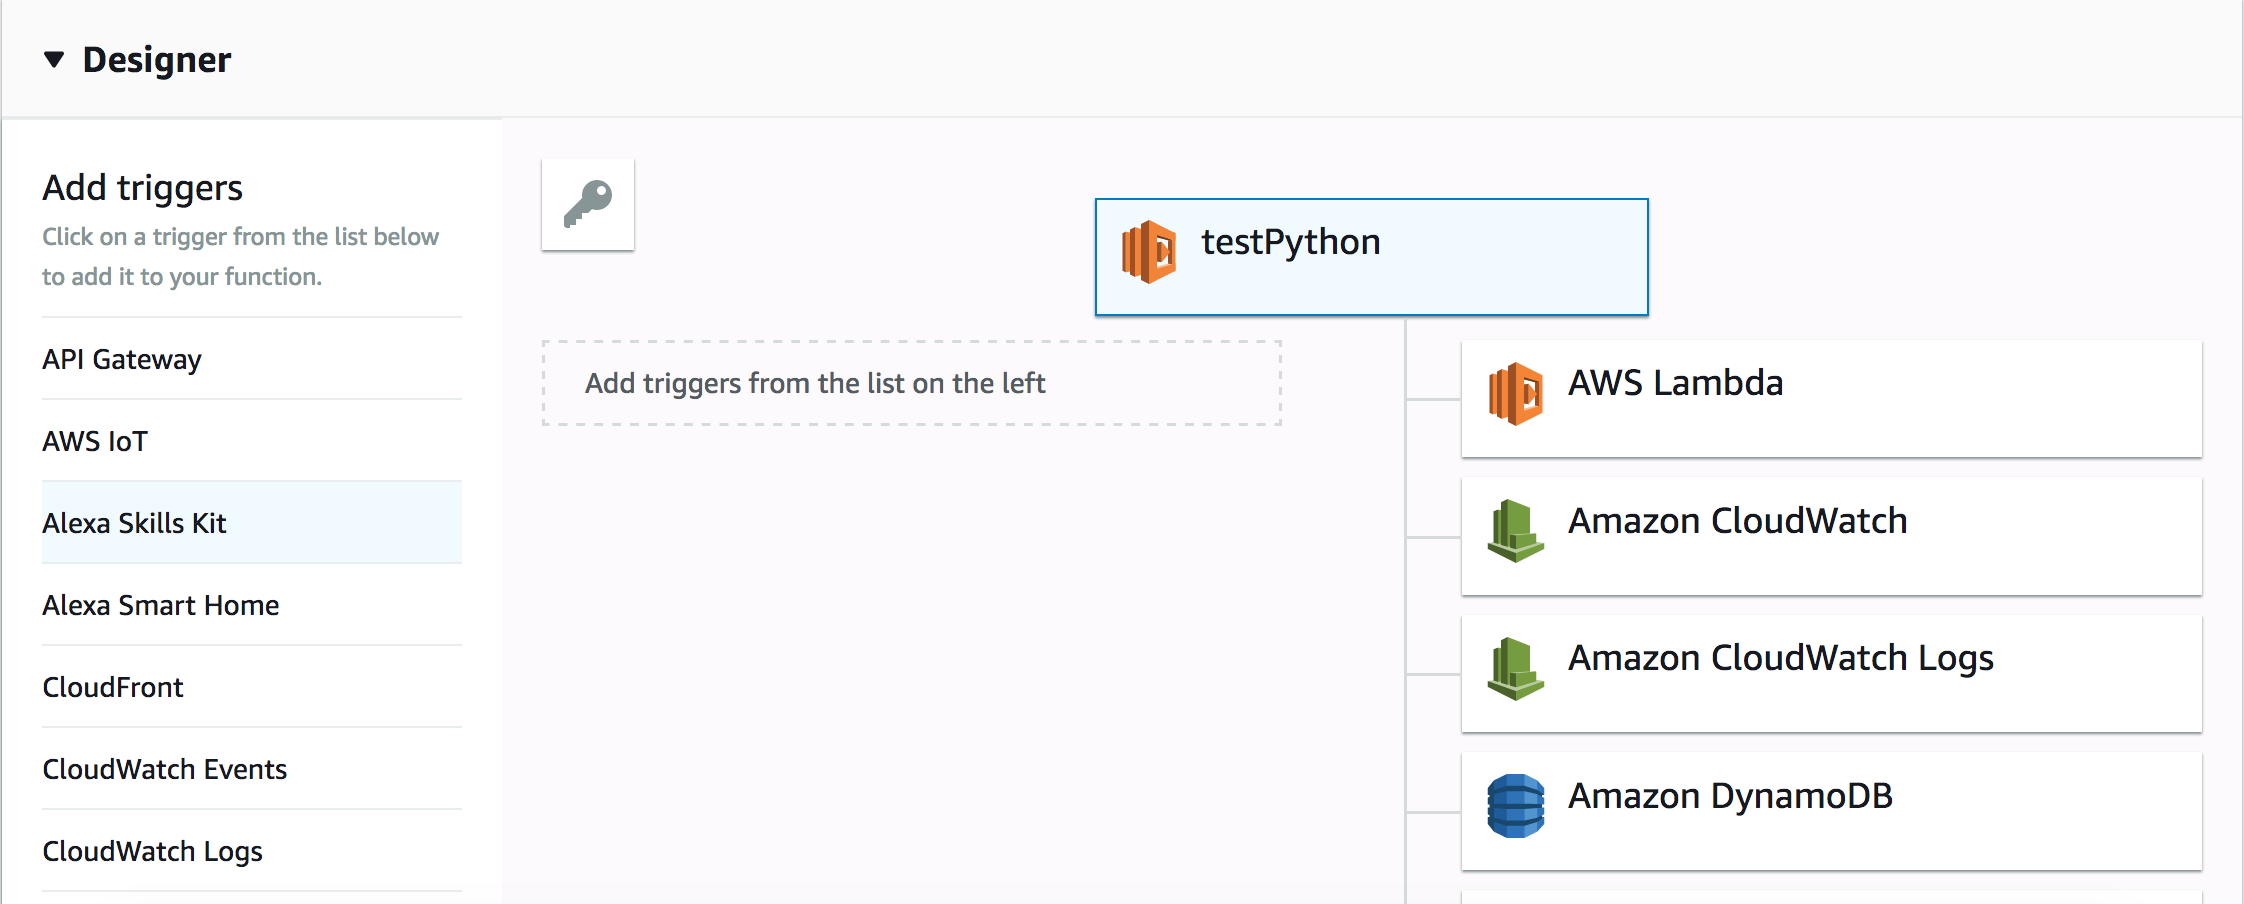 Designer
Add triggers
Click on a trigger from the list below
to add it to your function.
API Gateway
AWS IoT
Alexa Skills Kit
Alexa Smart Home
CloudFront
CloudWatch Events
CloudWatch Logs
testPython
Add triggers from the list on the left
AWS Lambda
Amazon CloudWatch
Amazon CloudWatch Logs
Amazon DynamoDB